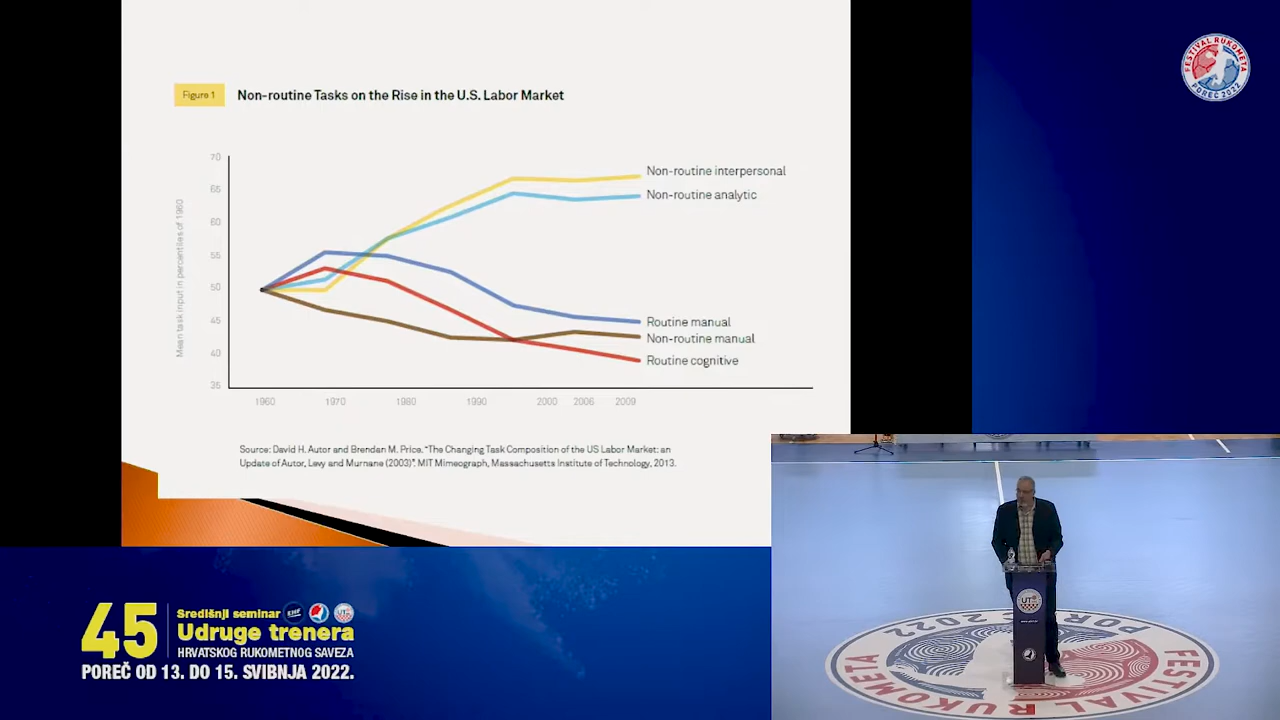 Figure 1
Non-routine Tasks on the Rise in the U.S. Labor Market
70
65
60
55
50
45
40
35
Mean task input in percentiles of 1960
Non-routine interpersonal
Non-routine analytic
Routine manual
Non-routine manual
Routine cognitive
1960 1970 1980 1990 2000 2006 2009
Source: David H. Autor and Brendan M. Price. "The Changing Task Composition of the US Labor Market: an
Update of Autor, Levy and Murnane (2003)". MIT Mimeograph, Massachusetts Institute of Technology, 2013.
FESTIVAL RUKOMETA
POREČ 2022
45
Središnji seminar
Udruge trenera
HRVATSKOG RUKOMETNOG SAVEZA
POREČ OD 13. DO 15. SVIBNJA 2022.
EHF
FESTIVAL RUKOMETA
POR 2022